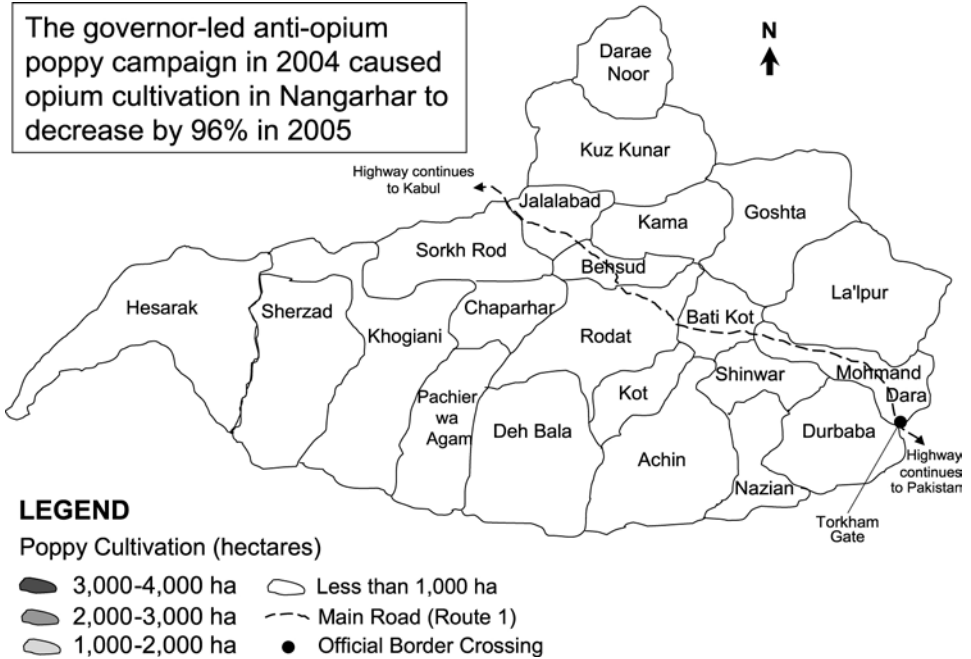 The governor-led anti-opium
poppy campaign in 2004 caused
opium cultivation in Nangarhar to
decrease by 96% in 2005
N
Darae
Noor
Kuz Kunar
Highway continues
to Kabul
Jalalabad
Kama
Goshta
Sorkh Rod
Behsud
La'lpur
Hesarak
Sherzad
Khogiani
Chaparhar
Rodat
Bati Kot
Mohmand
Dara
Shinwar
Kot
Pachier
wa
Agam
Deh Bala
Achin
Durbaba
Nazian
Highway
continues
to Pakistan
Torkham
Gate
LEGEND
Poppy Cultivation (hectares)
3,000-4,000 ha
2,000-3,000 ha
1,000-2,000 ha
Less than 1,000 ha
Main Road (Route 1)
Official Border Crossing